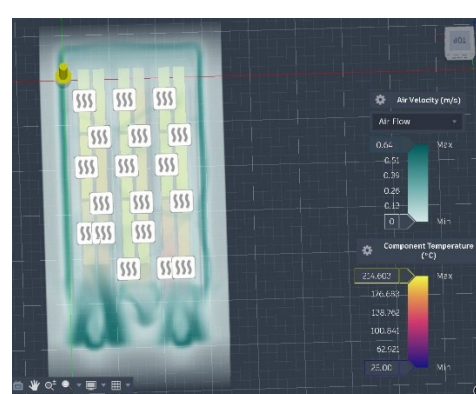 TOP
Air Velocity (m/s)
Air Flow
0.64 Max
0.51
0.39
0.26
0.13
0 Min
Component Temperature
(°C)
214.603 Max
176.683
138.762
100.841
62.921
25.00 Min